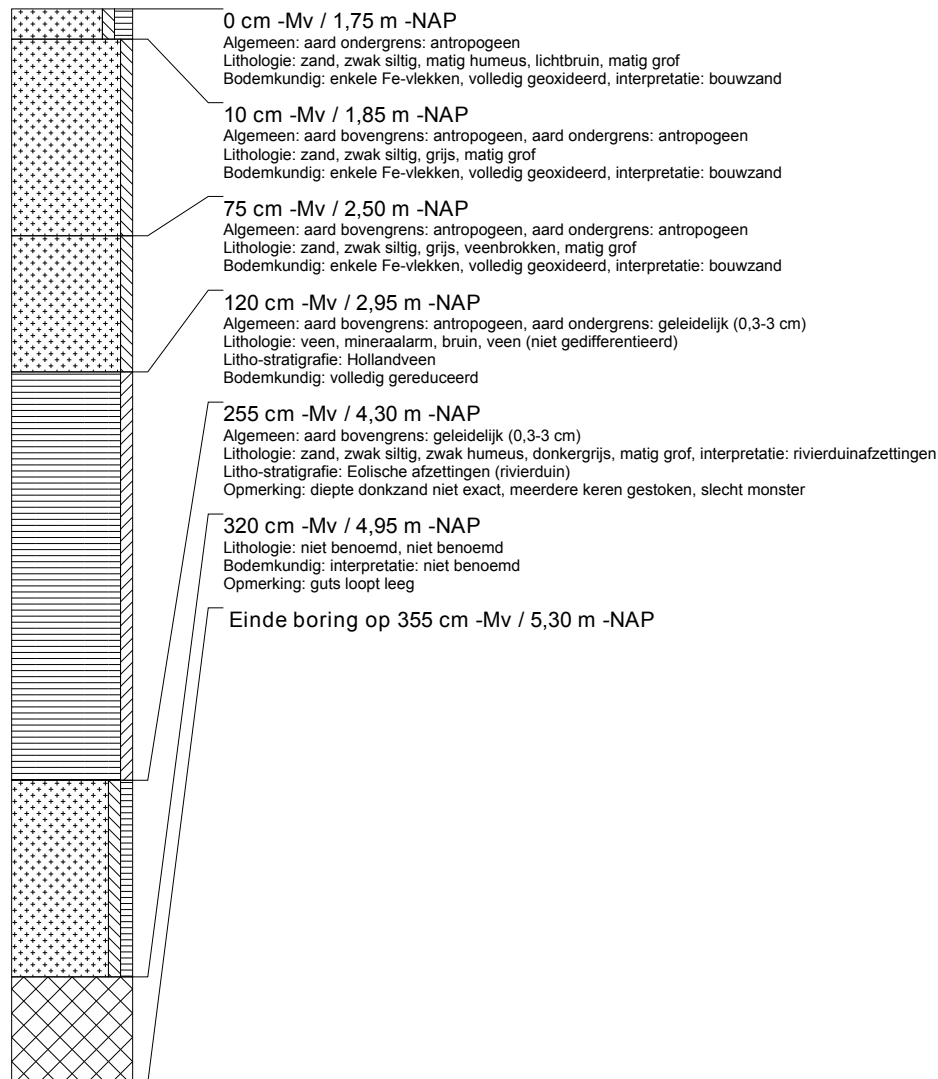 0 cm -Mv / 1,75 m -NAP
Algemeen: aard ondergrens: antropogeen
Lithologie: zand, zwak siltig, matig humeus, lichtbruin, matig grof
Bodemkundig: enkele Fe-vlekken, volledig geoxideerd, interpretatie: bouwzand
10 cm -Mv / 1,85 m -NAP
Algemeen: aard bovengrens: antropogeen, aard ondergrens: antropogeen
Lithologie: zand, zwak siltig, grijs, matig grof
Bodemkundig: enkele Fe-vlekken, volledig geoxideerd, interpretatie: bouwzand
75 cm -Mv / 2,50 m -NAP
Algemeen: aard bovengrens: antropogeen, aard ondergrens: antropogeen
Lithologie: zand, zwak siltig, grijs, veenbrokken, matig grof
Bodemkundig: enkele Fe-vlekken, volledig geoxideerd, interpretatie: bouwzand
120 cm -Mv / 2,95 m -NAP
Algemeen: aard bovengrens: antropogeen, aard ondergrens: geleidelijk (0,3-3 cm)
Lithologie: veen, mineraalarm, bruin, veen (niet gedifferentieerd)
Litho-stratigrafie: Hollandveen
Bodemkundig: volledig gereduceerd
255 cm -Mv / 4,30 m -NAP
Algemeen: aard bovengrens: geleidelijk (0,3-3 cm)
Lithologie: zand, zwak siltig, zwak humeus, donkergrijs, matig grof, interpretatie: rivierduinafzettingen
Litho-stratigrafie: Eolische afzettingen (rivierduin)
Opmerking: diepte donkzand niet exact, meerdere keren gestoken, slecht monster
320 cm -Mv / 4,95 m -NAP
Lithologie: niet benoemd, niet benoemd
Bodemkundig: interpretatie: niet benoemd
Opmerking: guts loopt leeg
Einde boring op 355 cm -Mv / 5,30 m -NAP